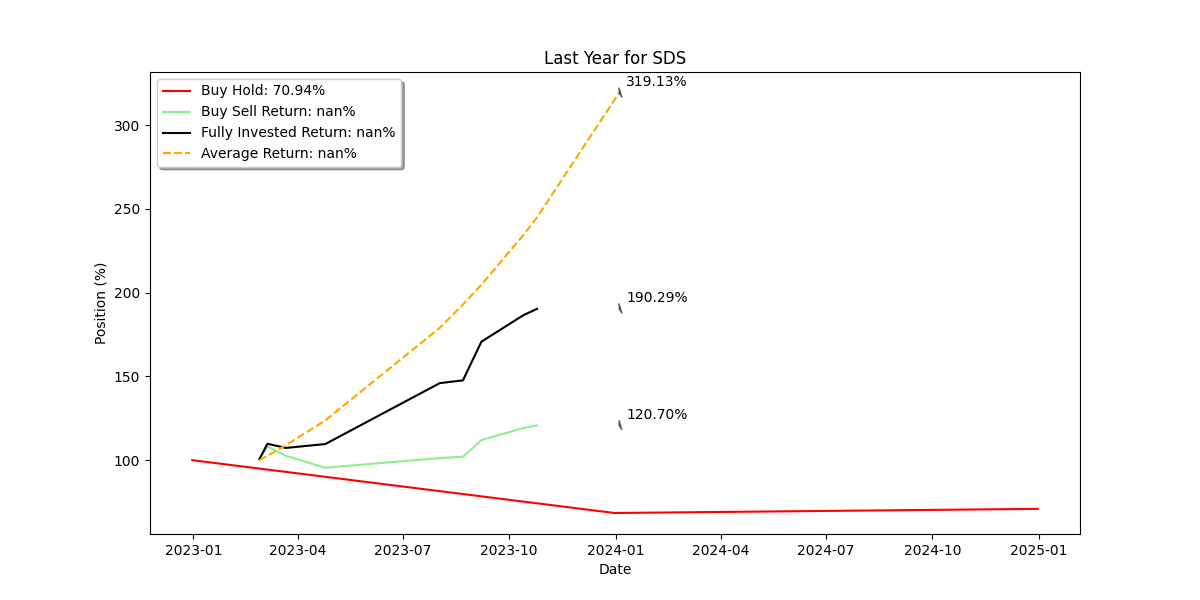 Last Year for SDS
Buy Hold: 70.94%
Buy Sell Return: nan%
Fully Invested Return: nan%
Average Return: nan%
319.13%
190.29%
120.70%
300
250
200
150
100
Position (%)
2023-01 2023-04 2023-07 2023-10 2024-01 2024-04 2024-07 2024-10 2025-01
Date